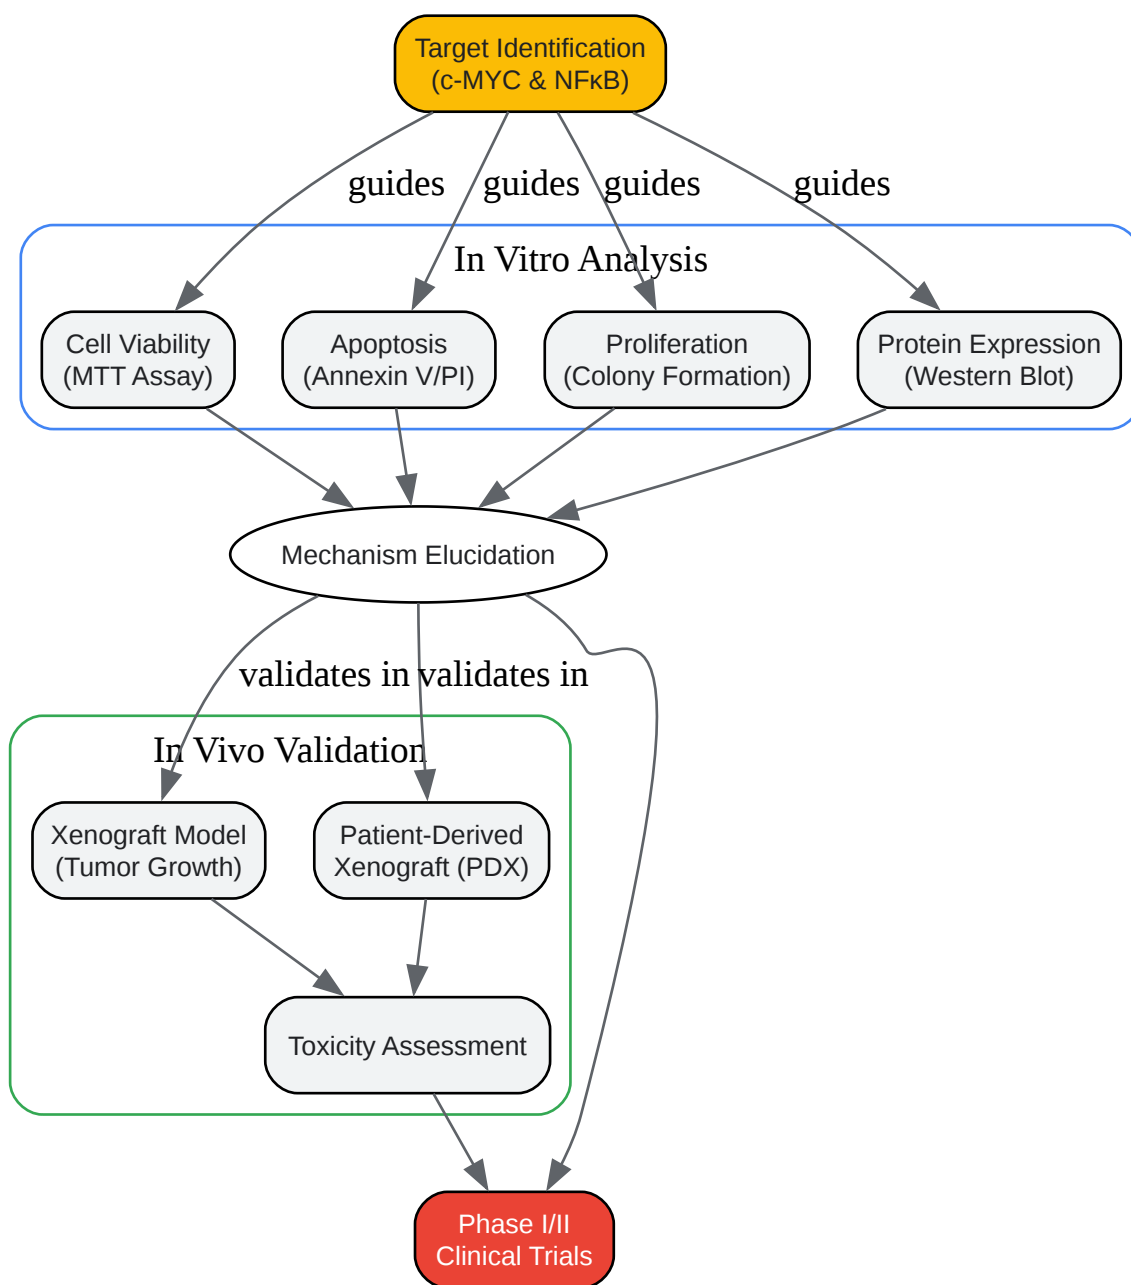 Target Identification
(c-MYC & NFκB)
guides
guides
guides
guides
In Vitro Analysis
Cell Viability
(MTT Assay)
Apoptosis
(Annexin V/PI)
Proliferation
(Colony Formation)
Protein Expression
(Western Blot)
Mechanism Elucidation
validates in
validates in
In Vivo Validation
Xenograft Model
(Tumor Growth)
Patient-Derived
Xenograft (PDX)
Toxicity Assessment
Phase I/II
Clinical Trials